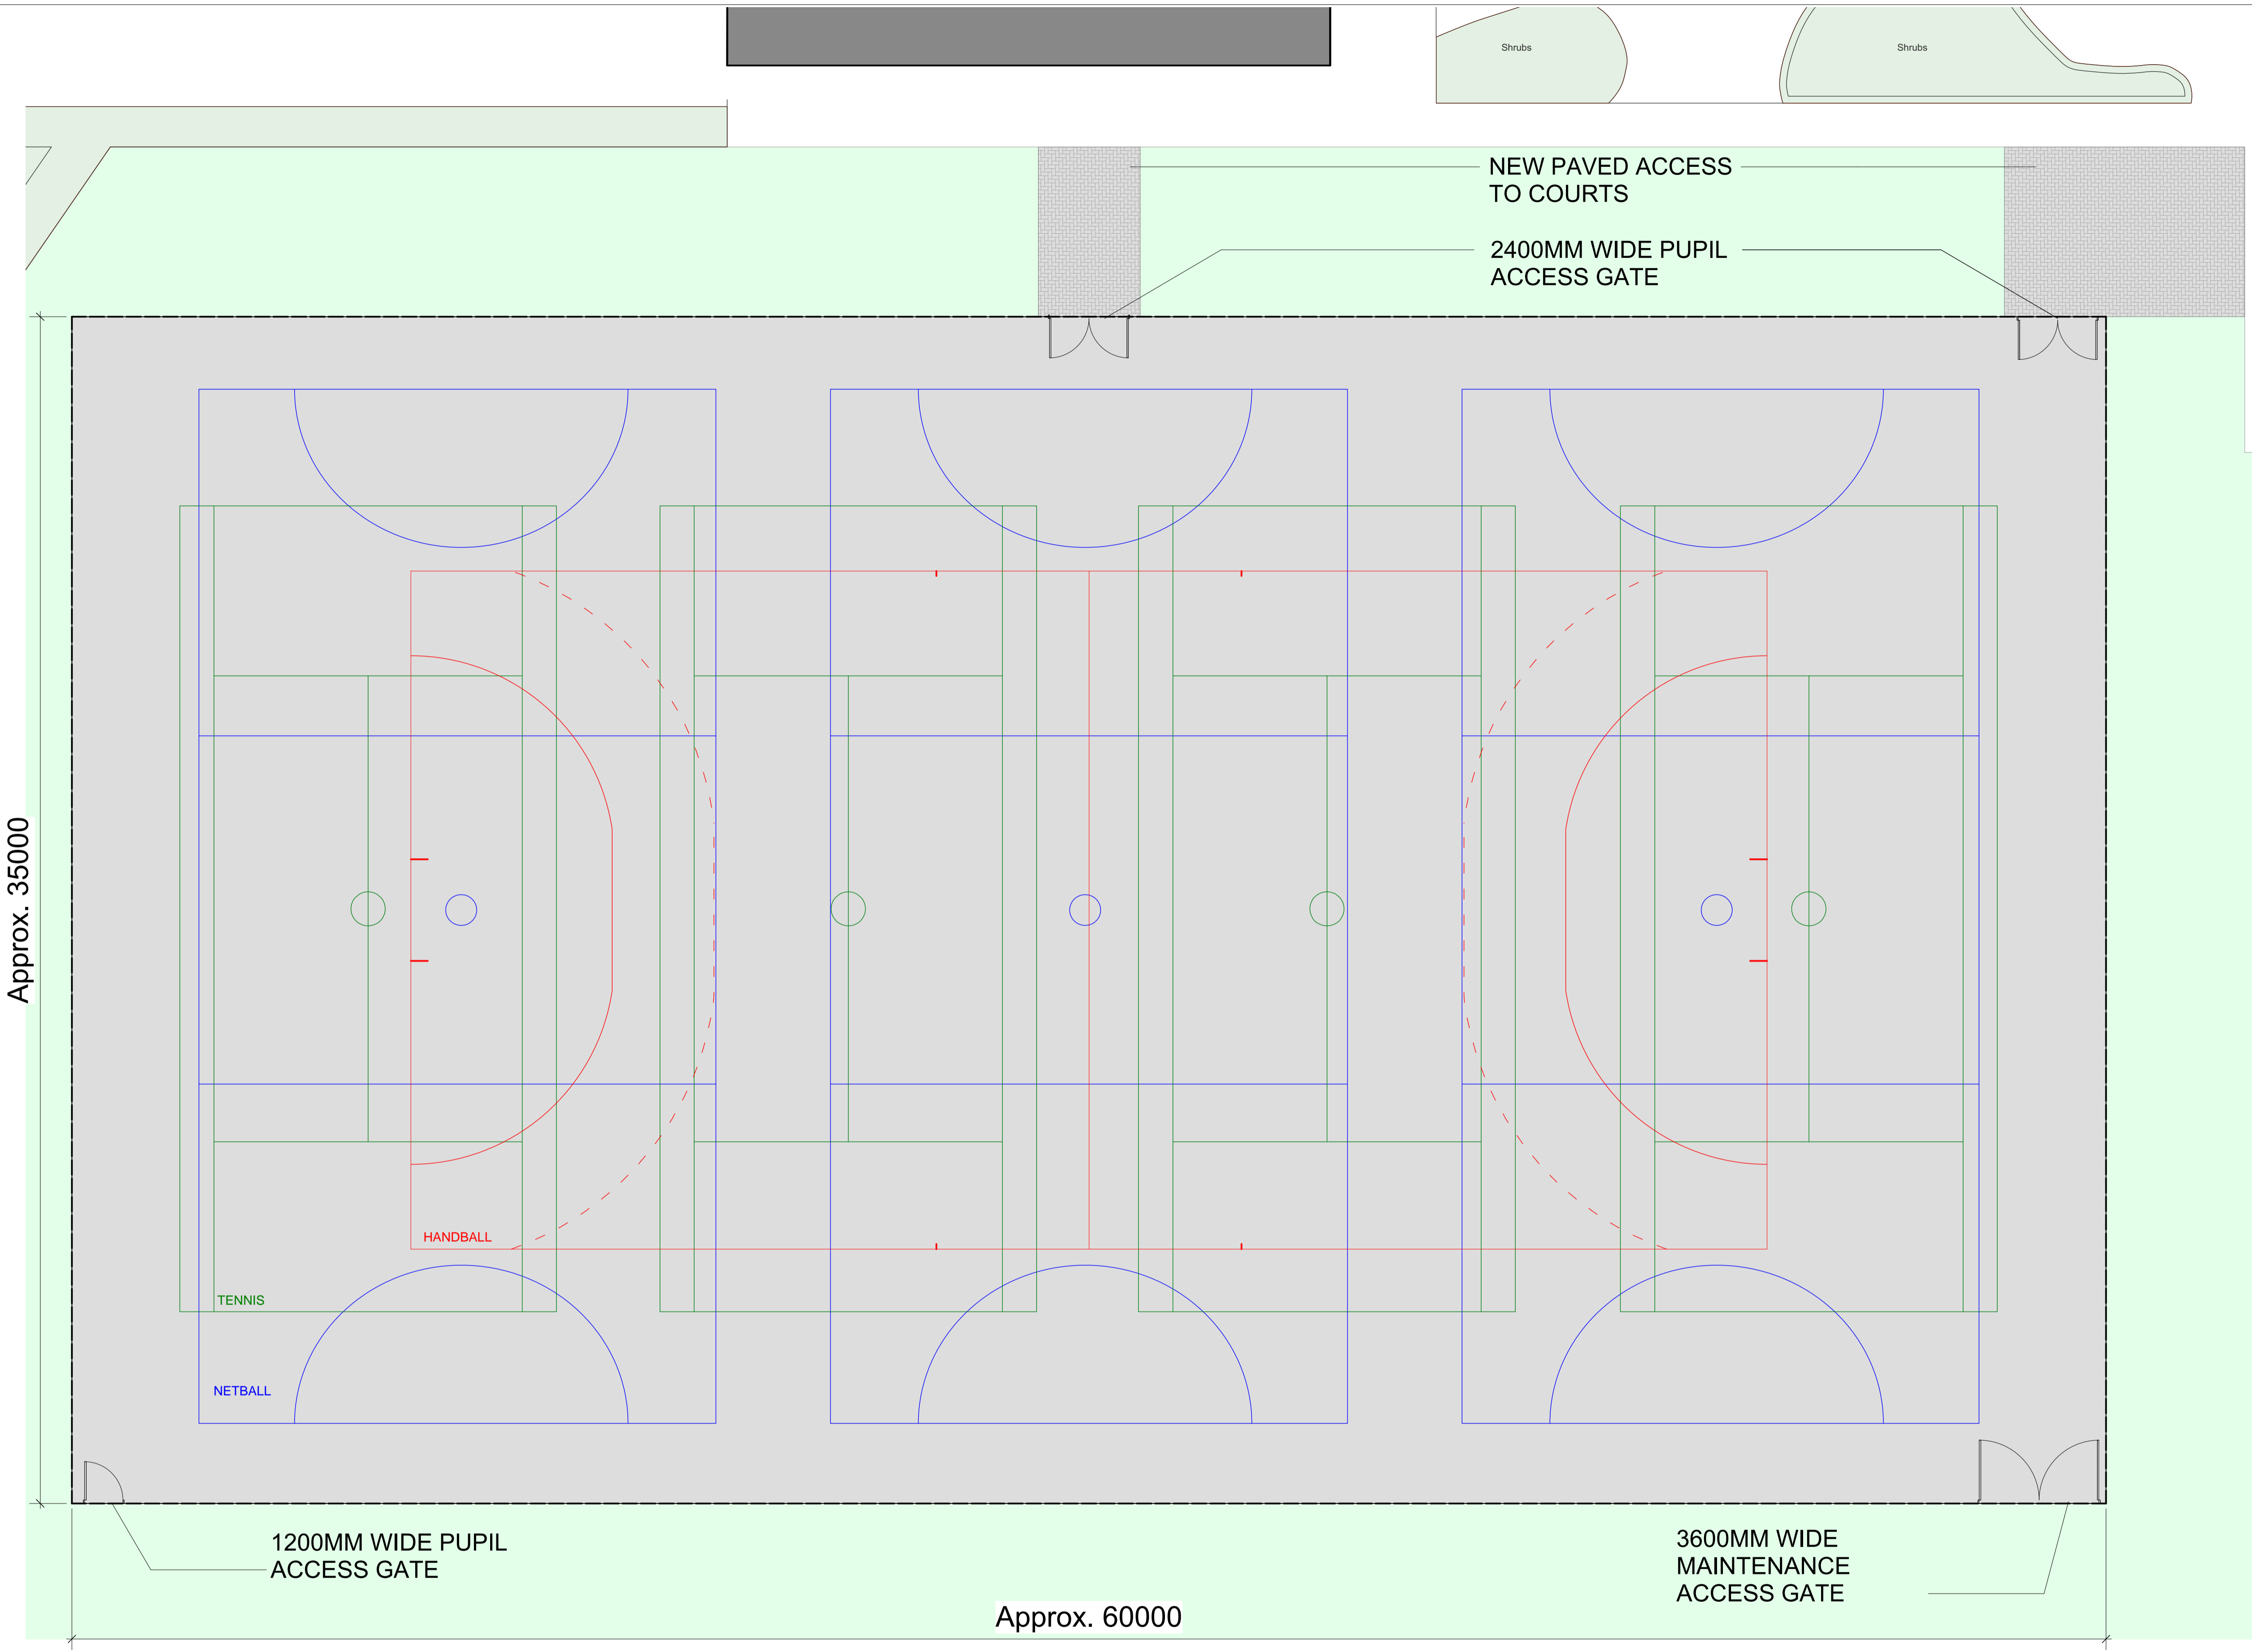 Shrubs
Shrubs
NEW PAVED ACCESS
TO COURTS
2400MM WIDE PUPIL
ACCESS GATE
Approx. 35000
HANDBALL
TENNIS
NETBALL
1200MM WIDE PUPIL
ACCESS GATE
3600MM WIDE
MAINTENANCE
ACCESS GATE
Approx. 60000